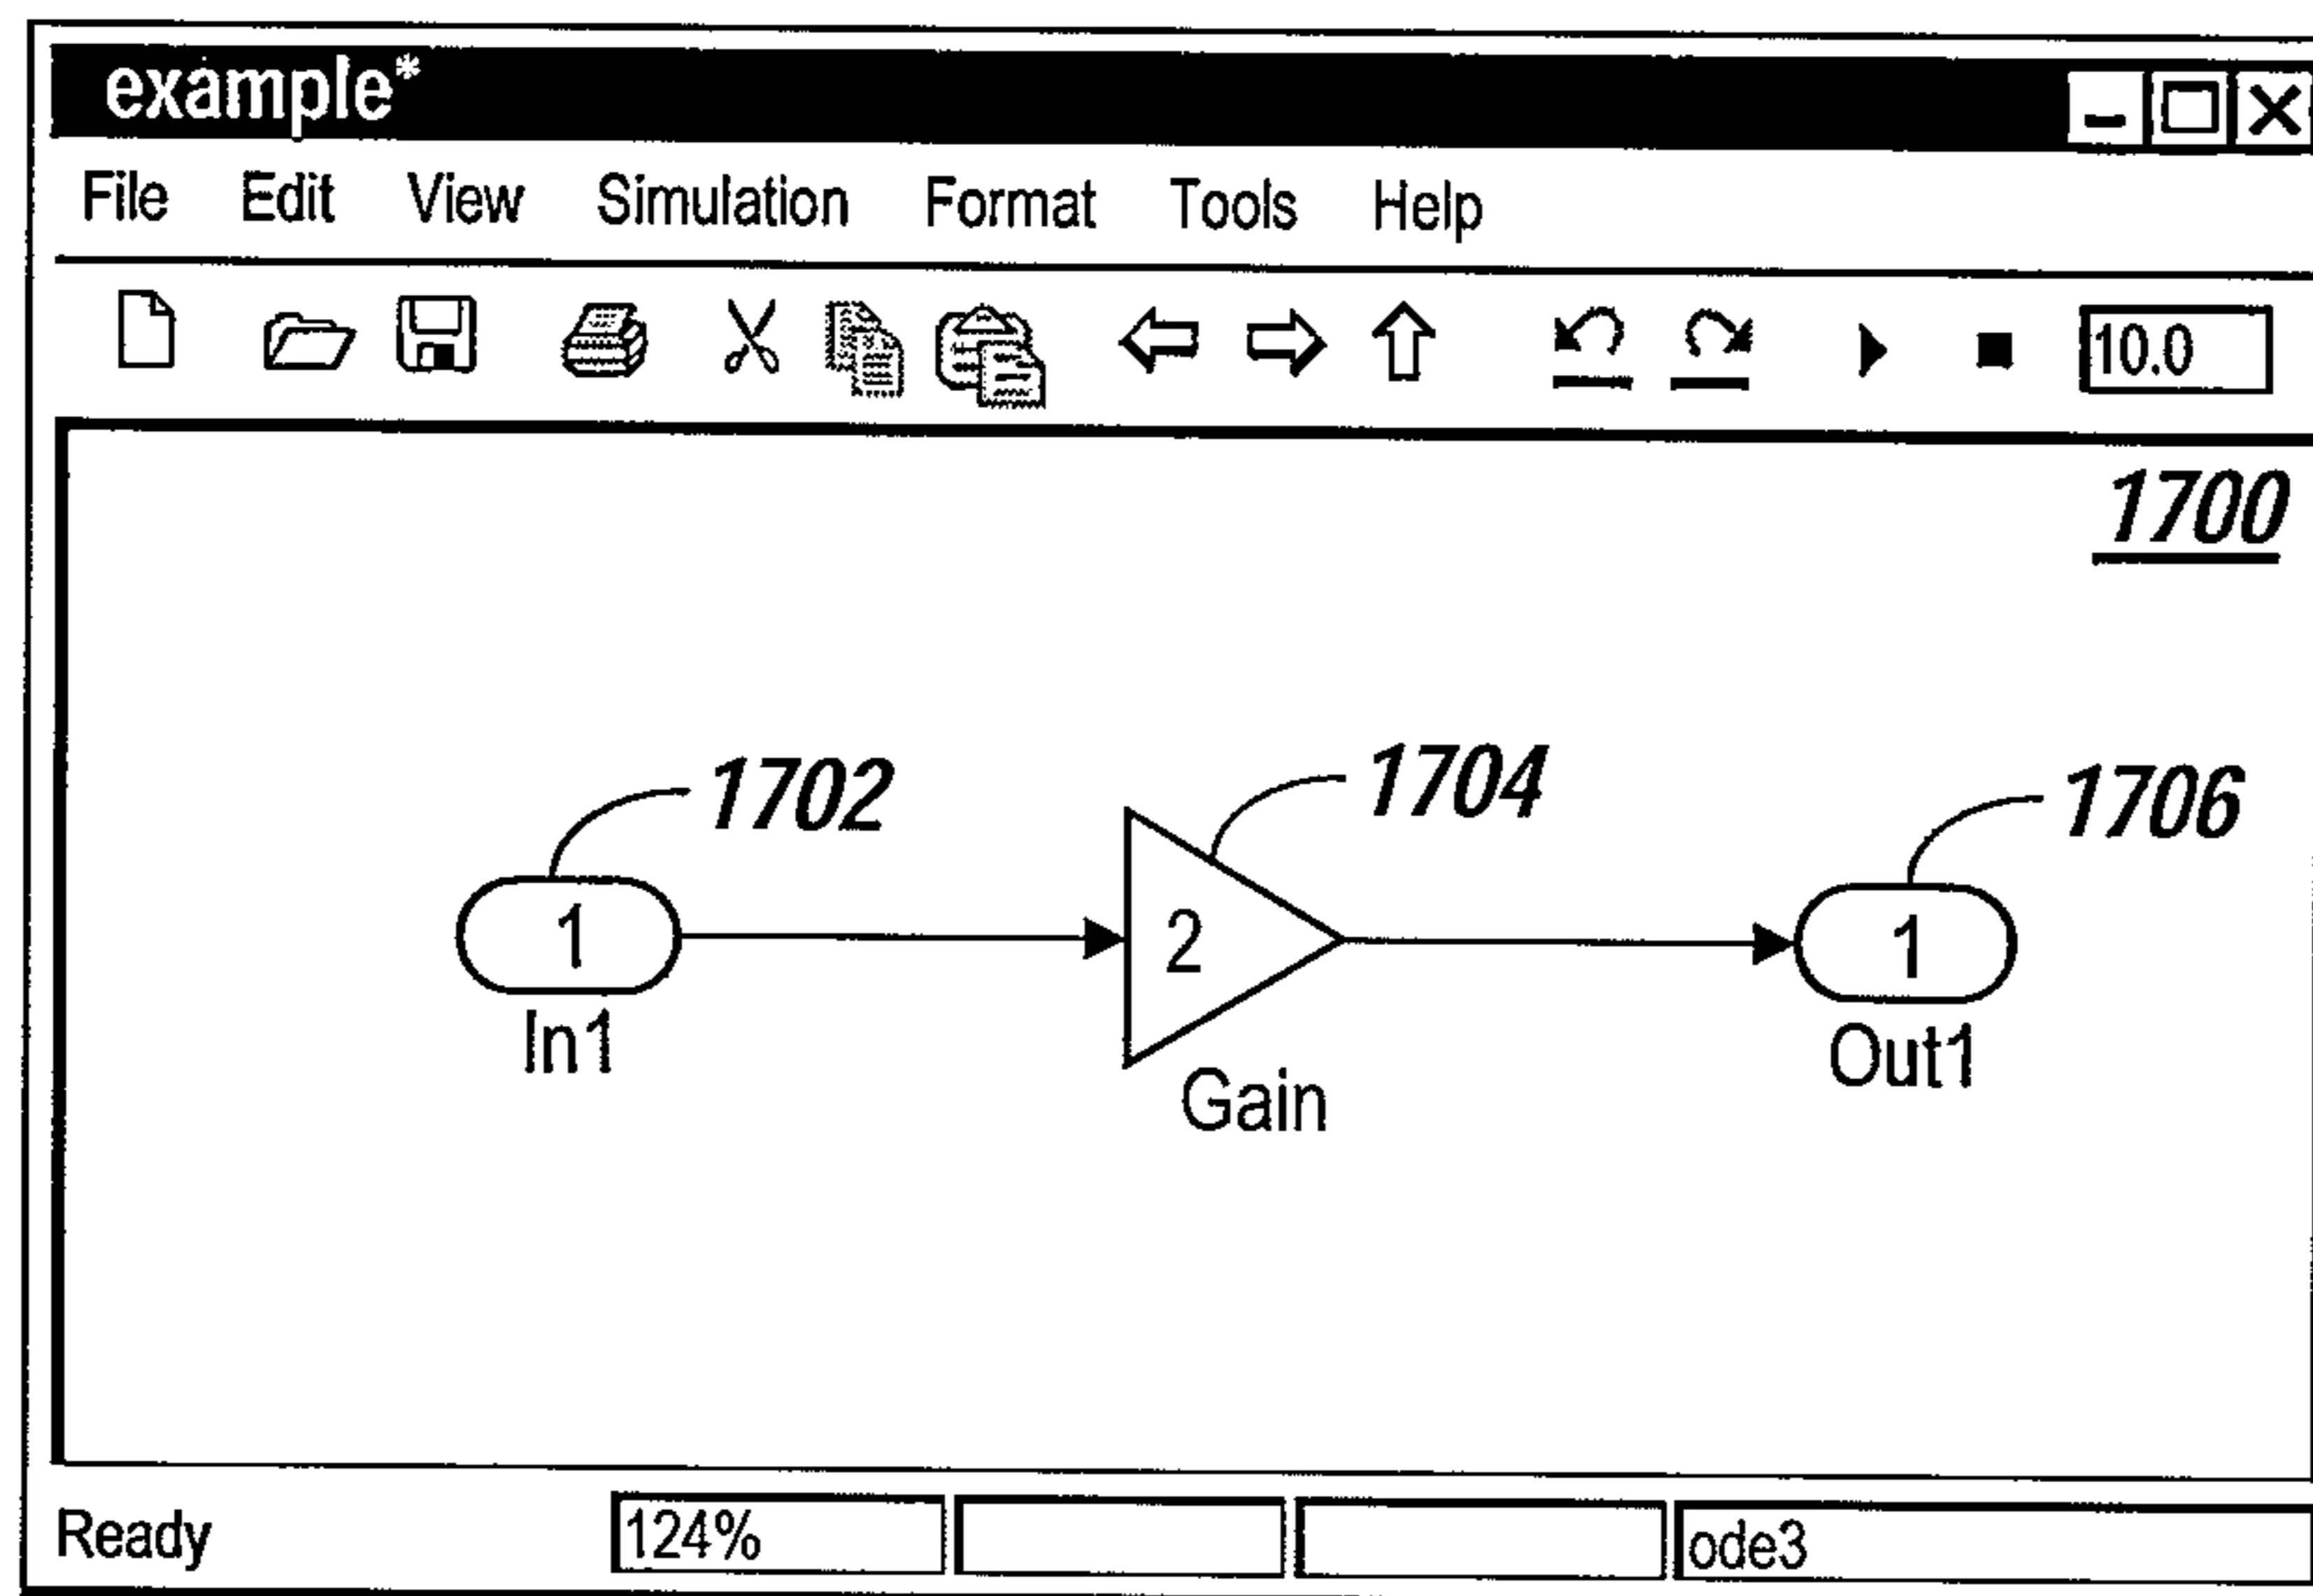 example*
File Edit View Simulation Format Tools Help
10.0
1700
1702 1704 1706
1 2 1
In1 Gain Out1
Ready 124% ode3